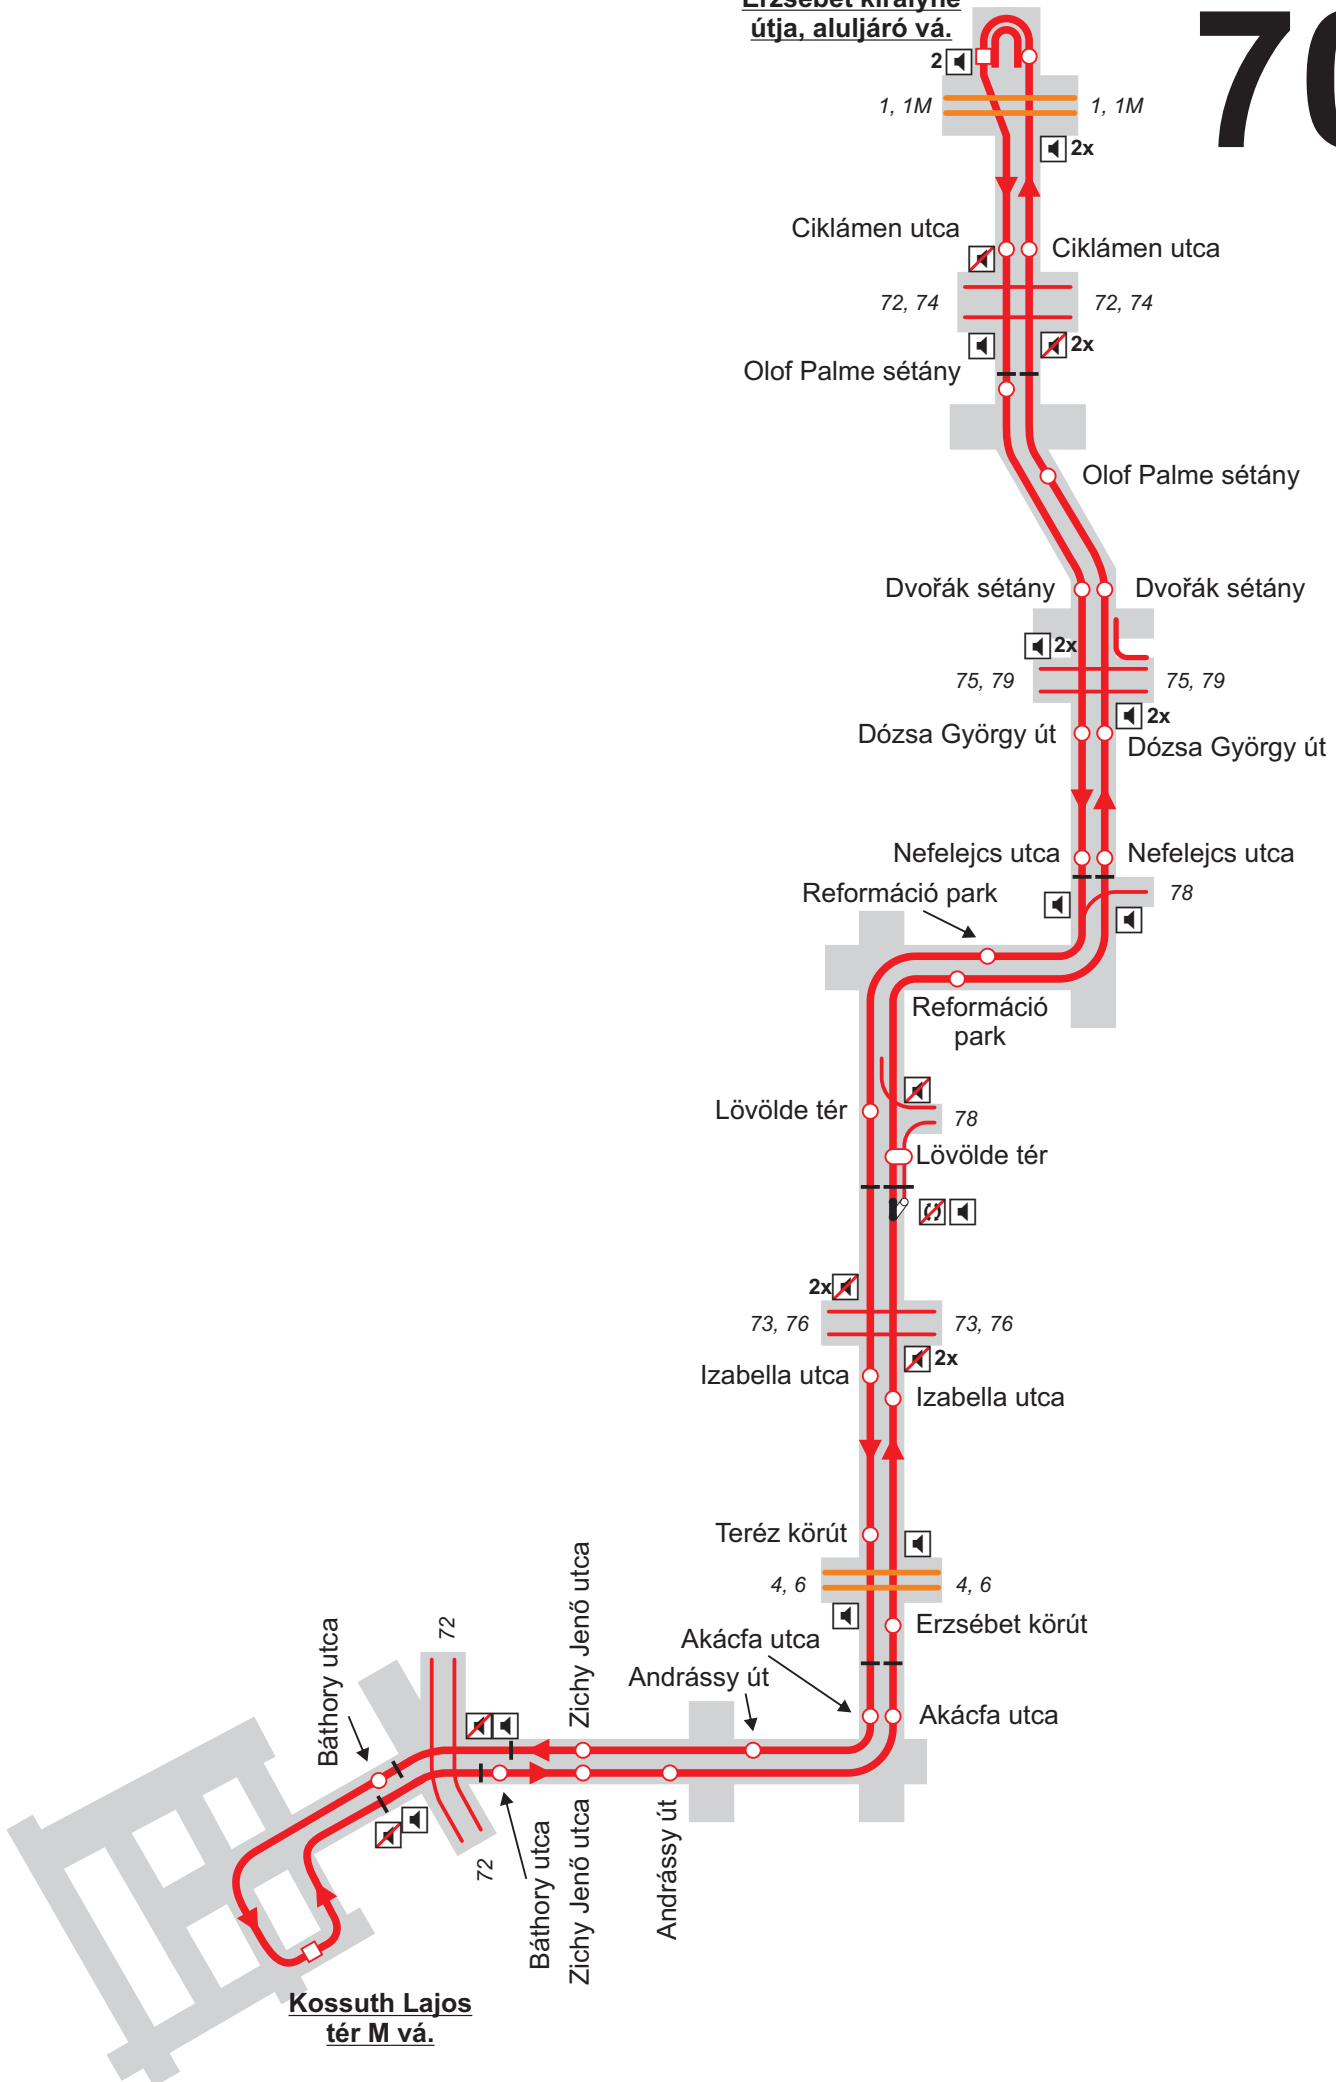 Erzsébet királyné
útja, aluljáró vá.
70
2
1, 1M
1, 1M
2x
Ciklámen utca
Ciklámen utca
72, 74
72, 74
2x
Olof Palme sétány
Olof Palme sétány
Dvořák sétány
Dvořák sétány
2x
75, 79
75, 79
2x
Dózsa György út
Dózsa György út
Nefelejcs utca
Nefelejcs utca
Reformáció park
78
Reformáció
park
Lövölde tér
78
Lövölde tér
2x
73, 76
73, 76
2x
Izabella utca
Izabella utca
Teréz körút
4, 6
4, 6
Erzsébet körút
Akácfa utca
Andrássy út
Akácfa utca
Zichy Jenő utca
72
Báthory utca
72
Báthory utca
Zichy Jenő utca
Andrássy út
Kossuth Lajos
tér M vá.